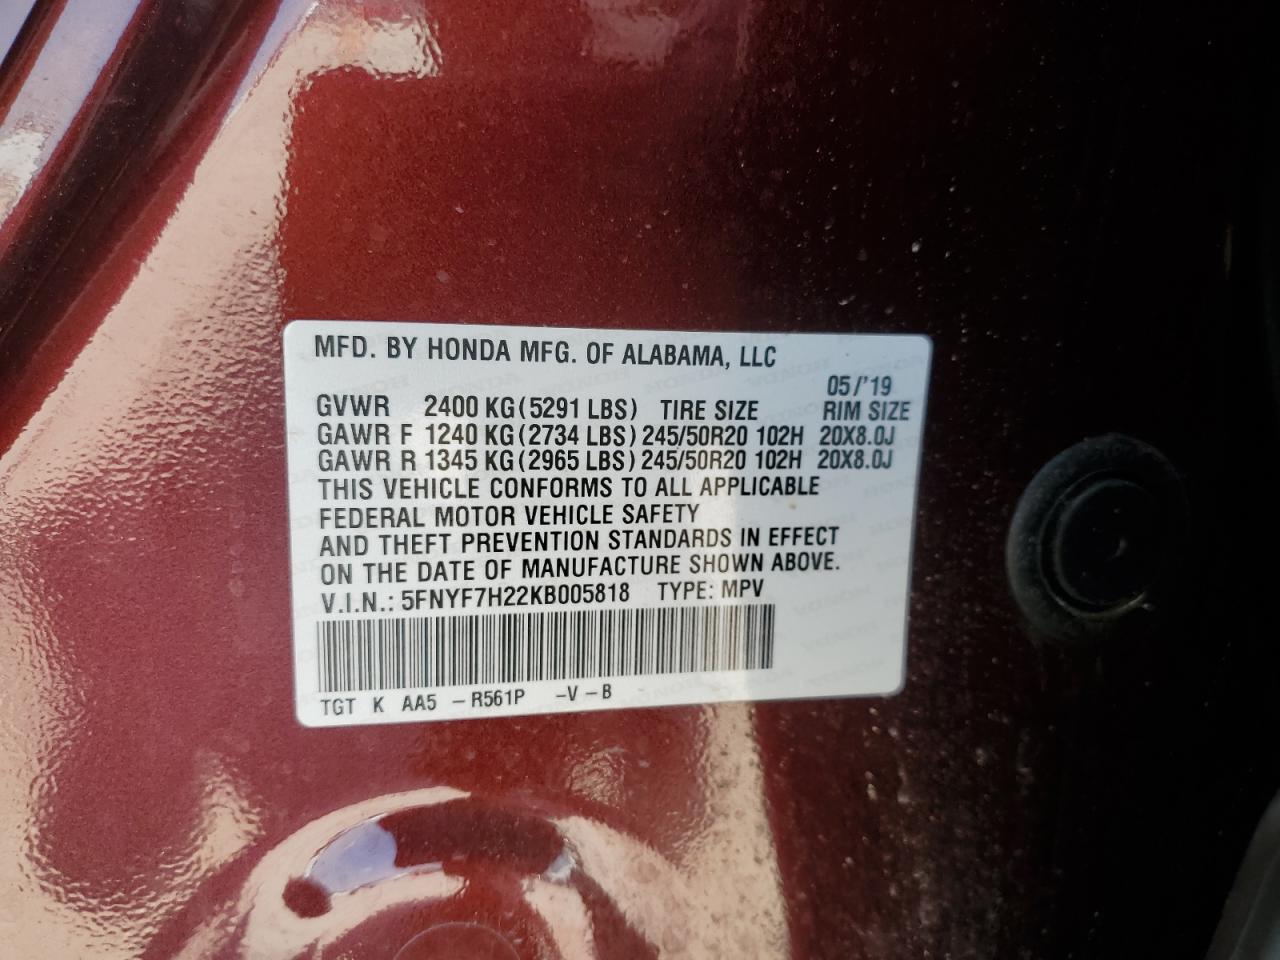 MFD. BY HONDA MFG. OF ALABAMA, LLC
05/'19
GVWR 2400 KG(5291 LBS) TIRE SIZE RIM SIZE
GAWR F 1240 KG(2734 LBS)245/50R20 102H 20X8.0J
GAWR R 1345 KG(2965 LBS)245/50R20 102H 20X8.0J
THIS VEHICLE CONFORMS TO ALL APPLICABLE
FEDERAL MOTOR VEHICLE SAFETY
AND THEFT PREVENTION STANDARDS IN EFFECT
ON THE DATE OF MANUFACTURE SHOWN ABOVE.
V.I.N.: 5FNYF7H22KB005818 TYPE: MPV
TGT K AA5 -R561P -V-B